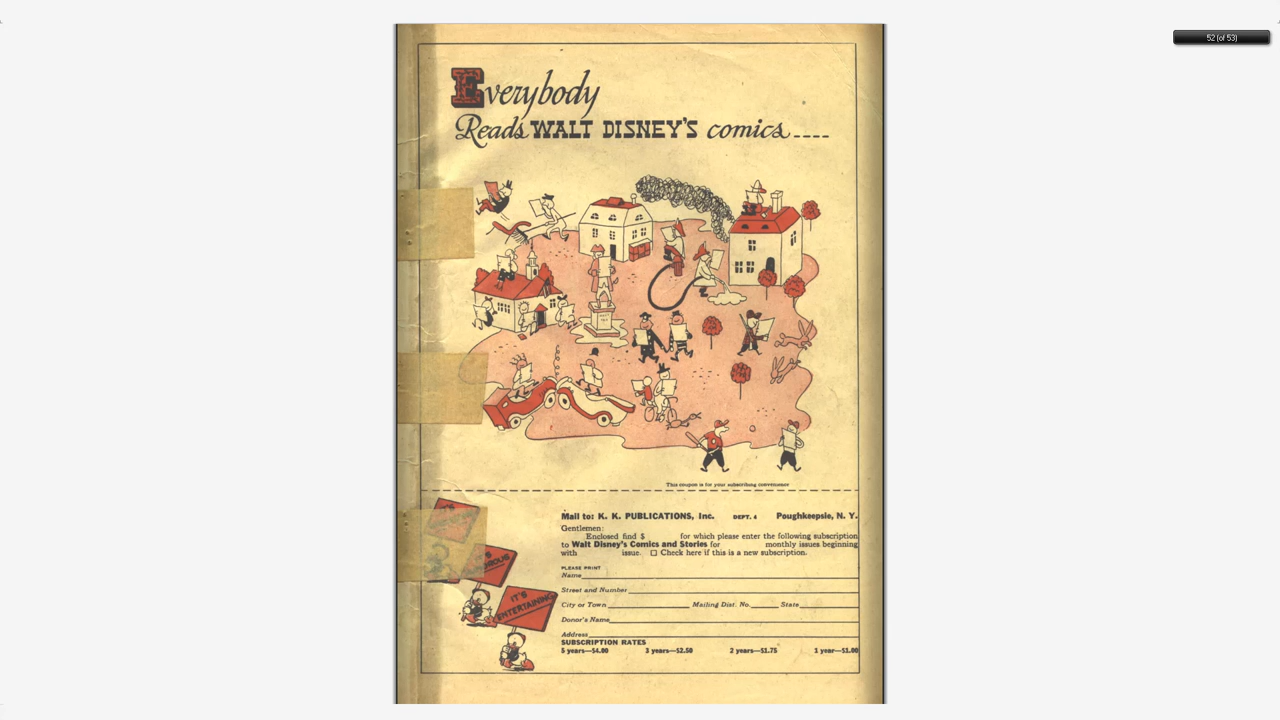 52 (of 53)
Everybody
Reads WALT DISNEY'S comics....
This coupon is for your subscribing convenience
Mail to: K. K. PUBLICATIONS, Inc. DEPT. 4 Poughkeepsie, N. Y.
Gentlemen:
Enclosed find $ for which please enter the following subscription
to Walt Disney's Comics and Stories for monthly issues beginning
with issue. □ Check here if this is a new subscription.
PLEASE PRINT
Name
Street and Number
City or Town Mailing Dist. No. State
Donor's Name
Address
SUBSCRIPTION RATES
5 years—$4.00 3 years—$2.50 2 years—$1.75 1 year—$1.00
IT'S
IT'S
ENTERTAINING